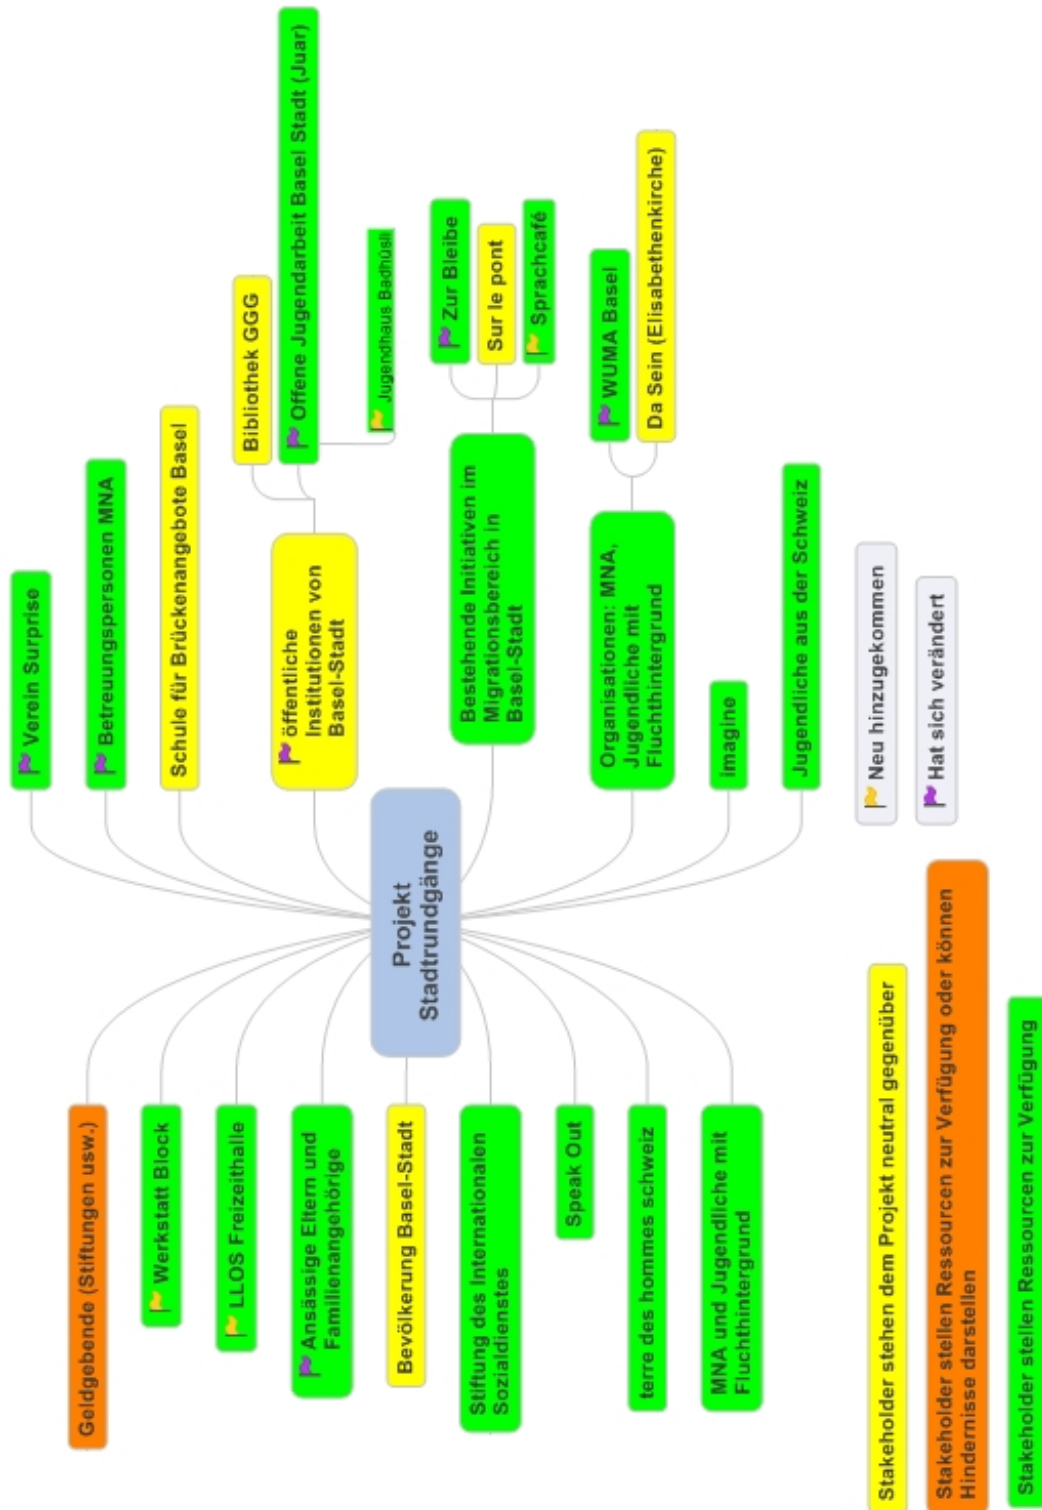 Geldgebende (Stiftungen usw.)
Werkstatt Block
LLOS Freizeithalle
Ansässige Eltern und
Familienangehörige
Bevölkerung Basel-Stadt
Stiftung des Internationalen
Sozialdienstes
Speak Out
terre des hommes schweiz
MNA und Jugendliche mit
Fluchthintergrund
Projekt
Stadtrundgänge
Verein Surprise
Betreuungspersonen MNA
Schule für Brückenangebote Basel
öffentliche
Institutionen von
Basel-Stadt
Bibliothek GGG
Offene Jugendarbeit Basel Stadt (Juar)
Jugendhaus Badhüsli
Bestehende Initiativen im
Migrationsbereich in
Basel-Stadt
Zur Bleibe
Sur le pont
Sprachcafé
Organisationen: MNA,
Jugendliche mit
Fluchthintergrund
WUMA Basel
Da Sein (Elisabethenkirche)
imagine
Jugendliche aus der Schweiz
Neu hinzugekommen
Hat sich verändert
Stakeholder stehen dem Projekt neutral gegenüber
Stakeholder stellen Ressourcen zur Verfügung oder können
Hindernisse darstellen
Stakeholder stellen Ressourcen zur Verfügung